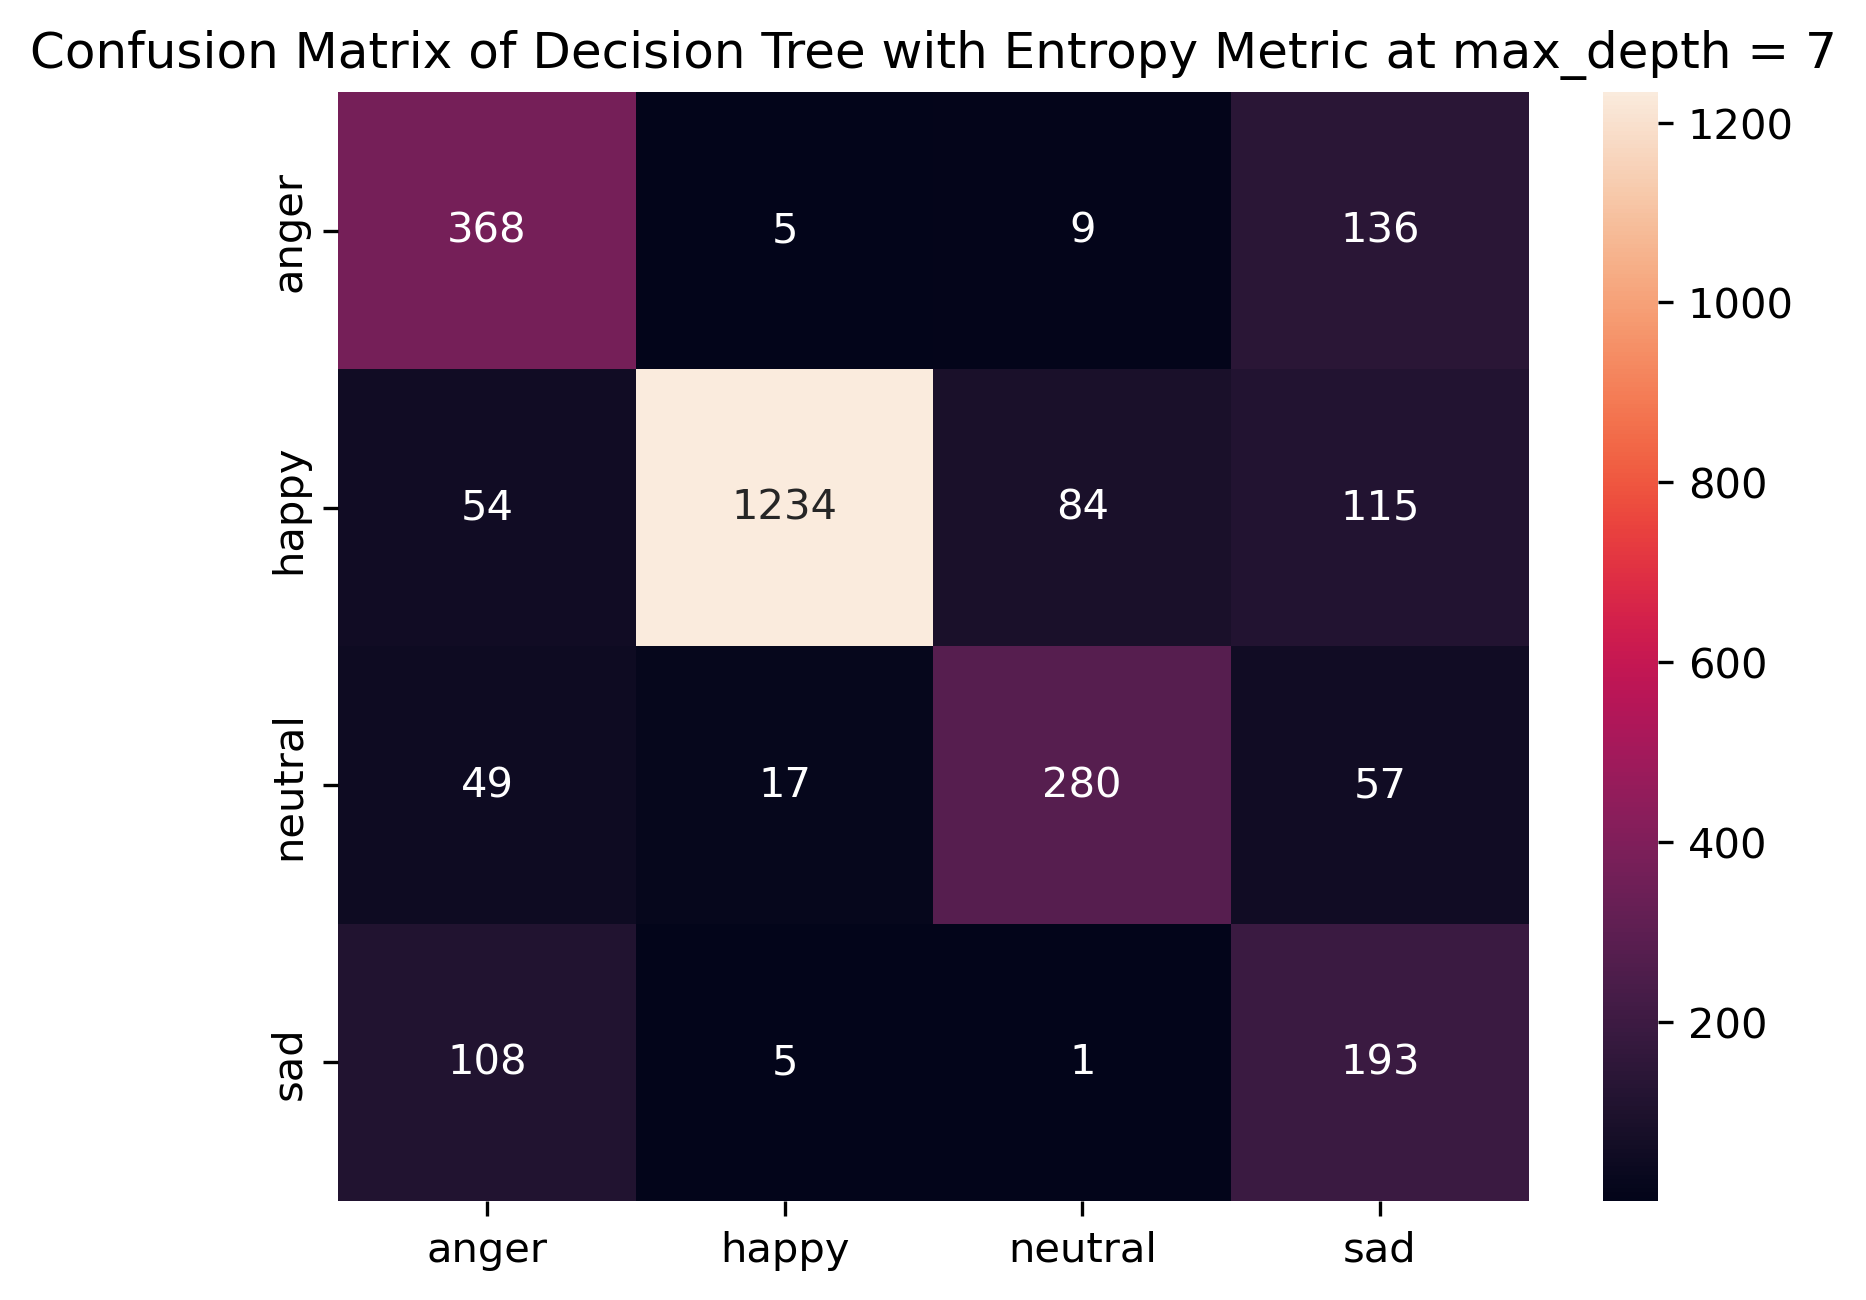 Confusion Matrix of Decision Tree with Entropy Metric at max_depth = 7
anger 368 5 9 136
happy 54 1234 84 115
neutral 49 17 280 57
sad 108 5 1 193
anger happy neutral sad
1200
1000
800
600
400
200